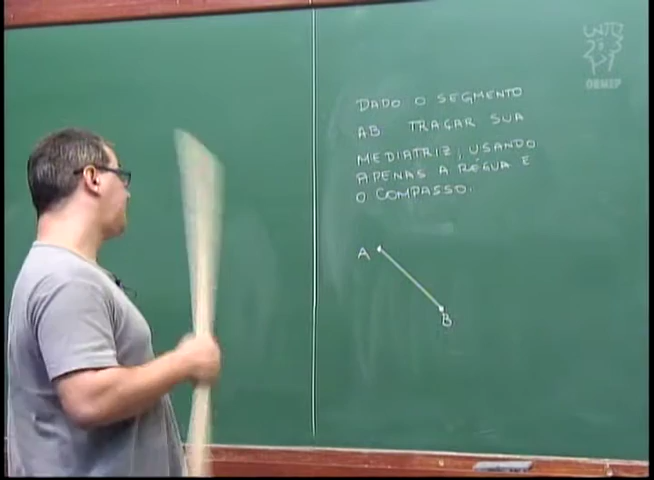 DADO O SEGMENTO
AB TRAÇAR SUA
MEDIATRIZ, USANDO
APENAS A RÉGUA E
O COMPASSO.
A
B
OBMEP